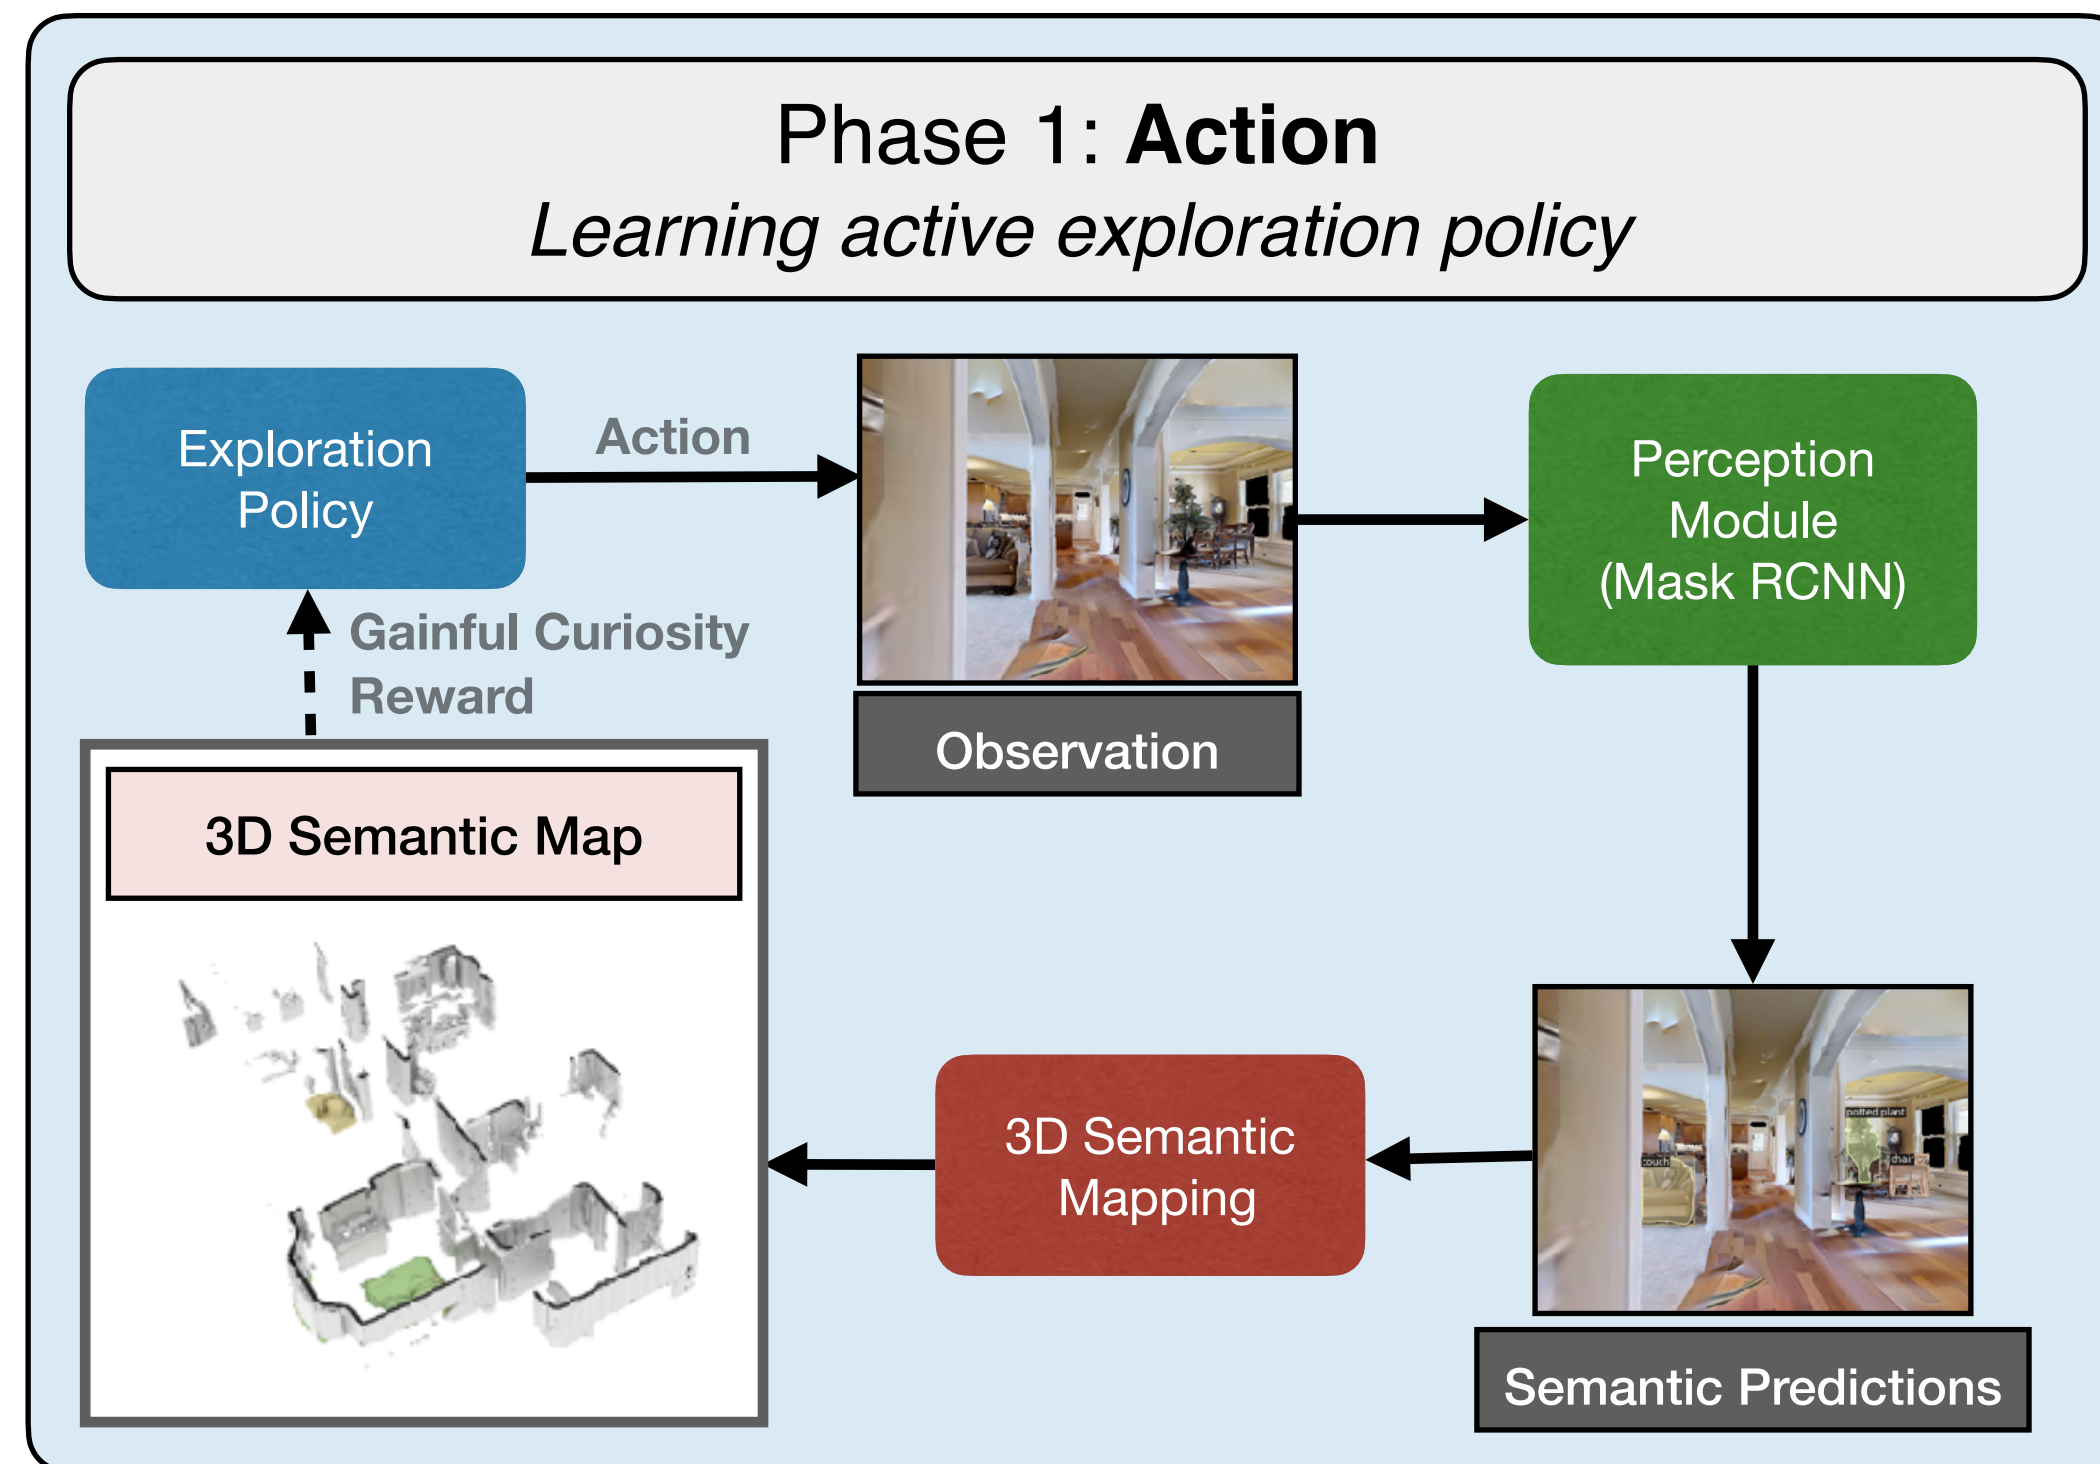 Phase 1: Action
Learning active exploration policy
Exploration
Policy
Action
Perception
Module
(Mask RCNN)
Gainful Curiosity
Reward
Observation
3D Semantic Map
potted plant
couch
chair
3D Semantic
Mapping
Semantic Predictions